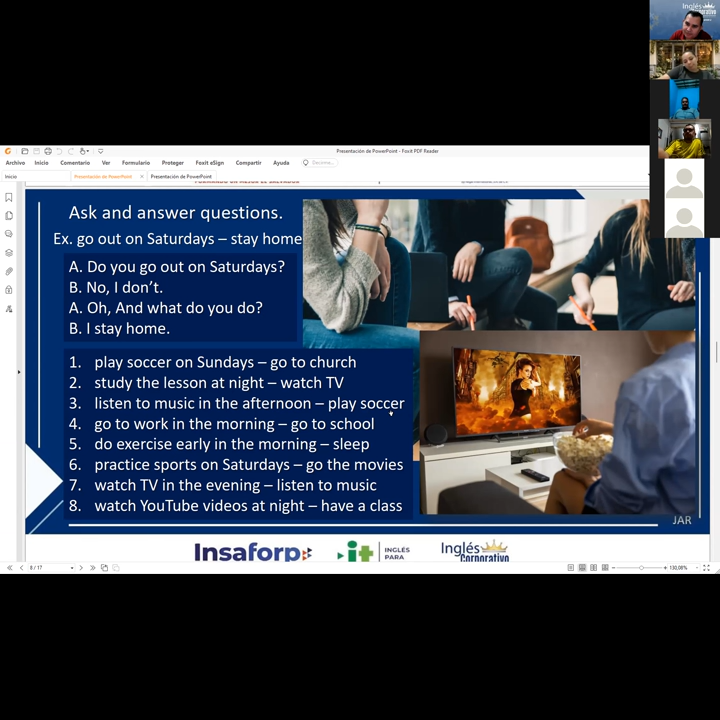 Inglés
Corporativo
Presentación de PowerPoint - Foxit PDF Reader
Archivo Inicio Comentario Ver Formulario Proteger Foxit eSign Compartir Ayuda
Inicio Presentación de PowerPoint × Presentación de PowerPoint
Ask and answer questions.
Ex. go out on Saturdays – stay home
A. Do you go out on Saturdays?
B. No, I don't.
A. Oh, And what do you do?
B. I stay home.
1. play soccer on Sundays – go to church
2. study the lesson at night – watch TV
3. listen to music in the afternoon – play soccer
4. go to work in the morning – go to school
5. do exercise early in the morning – sleep
6. practice sports on Saturdays – go the movies
7. watch TV in the evening – listen to music
8. watch YouTube videos at night – have a class
JAR
Insaforp
it INGLÉS
PARA
Inglés
Corporativo
8 / 17
130,08%